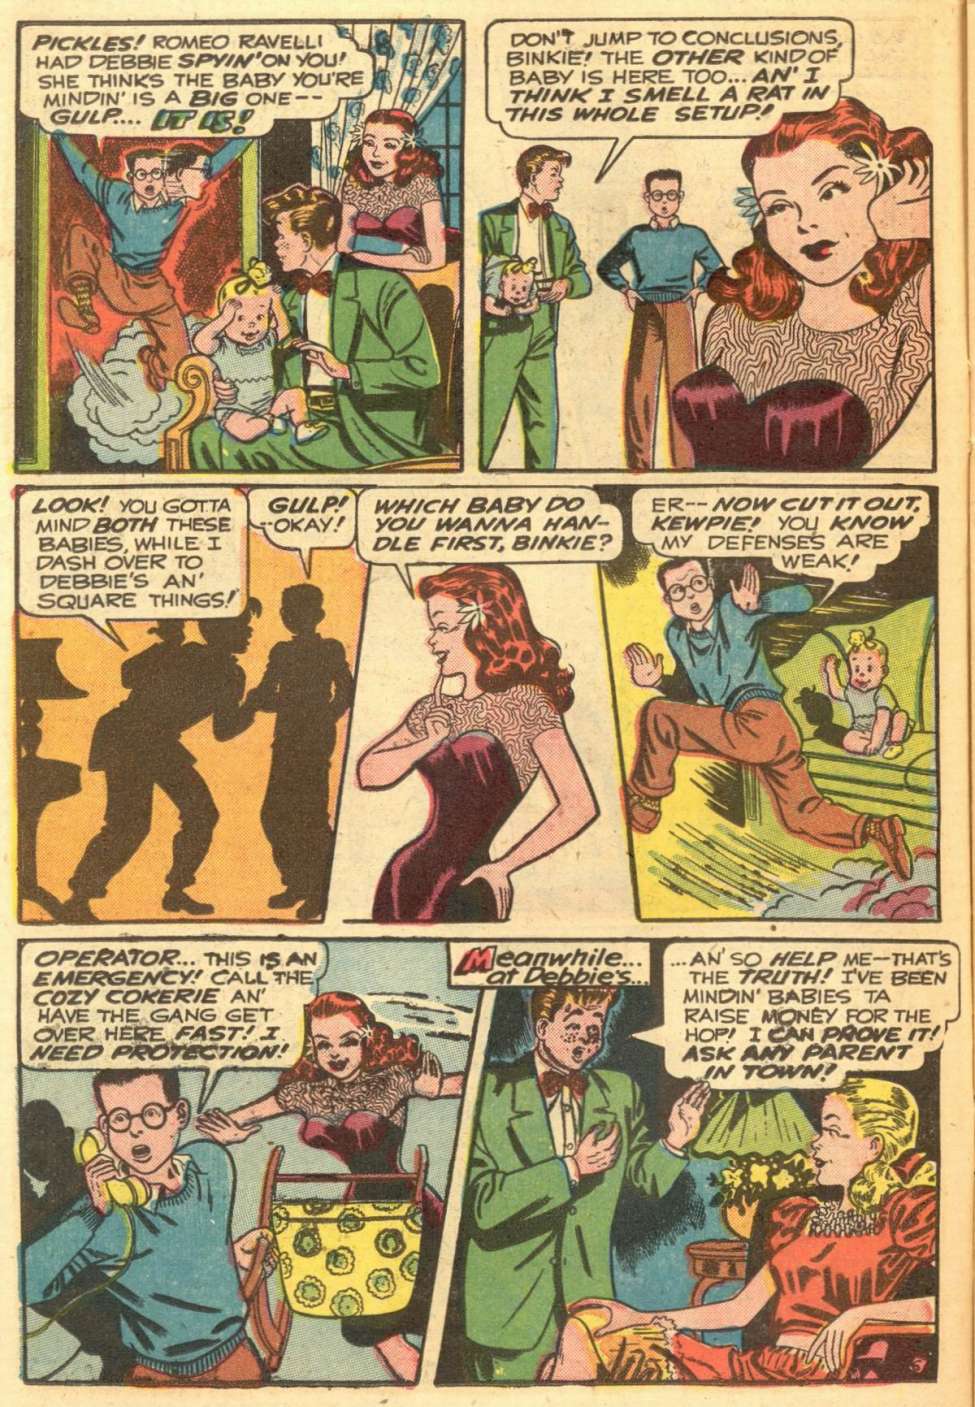 PICKLES! ROMEO RAVELLI
HAD DEBBIE SPYIN' ON YOU!
SHE THINKS THE BABY YOU'RE
MINDIN' IS A BIG ONE--
GULP.... IT IS!
DON'T JUMP TO CONCLUSIONS,
BINKIE! THE OTHER KIND OF
BABY IS HERE TOO... AN' I
THINK I SMELL A RAT IN
THIS WHOLE SETUP!
LOOK! YOU GOTTA
MIND BOTH THESE
BABIES, WHILE I
DASH OVER TO
DEBBIE'S AN'
SQUARE THINGS!
GULP!
--OKAY!
WHICH BABY DO
YOU WANNA HAN-
DLE FIRST, BINKIE?
ER-- NOW CUT IT OUT,
KEWPIE! YOU KNOW
MY DEFENSES ARE
WEAK!
OPERATOR... THIS IS AN
EMERGENCY! CALL THE
COZY COKERIE AN'
HAVE THE GANG GET
OVER HERE FAST! I
NEED PROTECTION!
Meanwhile...
at Debbie's...
...AN' SO HELP ME--THAT'S
THE TRUTH! I'VE BEEN
MINDIN' BABIES TA
RAISE MONEY FOR THE
HOP! I CAN PROVE IT!
ASK ANY PARENT
IN TOWN!